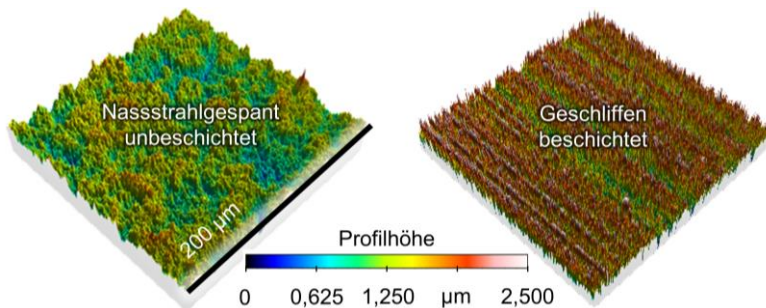 Nassstrahlgespant
unbeschichtet
Geschliffen
beschichtet
200 µm
Profilhöhe
0 0,625 1,250 µm 2,500